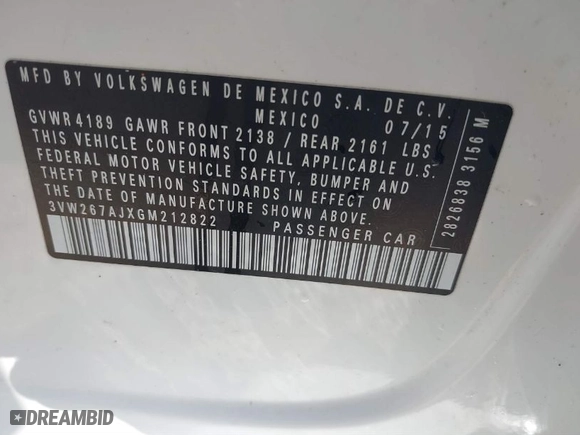 MFD BY VOLKSWAGEN DE MEXICO S.A. DE C.V.
MEXICO 07/15
GVWR 4189 GAWR FRONT 2138 / REAR 2161 LBS
THIS VEHICLE CONFORMS TO ALL APPLICABLE U.S.
FEDERAL MOTOR VEHICLE SAFETY, BUMPER AND
THEFT PREVENTION STANDARDS IN EFFECT ON
THE DATE OF MANUFACTURE SHOWN ABOVE.
3VW267AJXGM212822 PASSENGER CAR
2826838 3156 M
DREAMBID